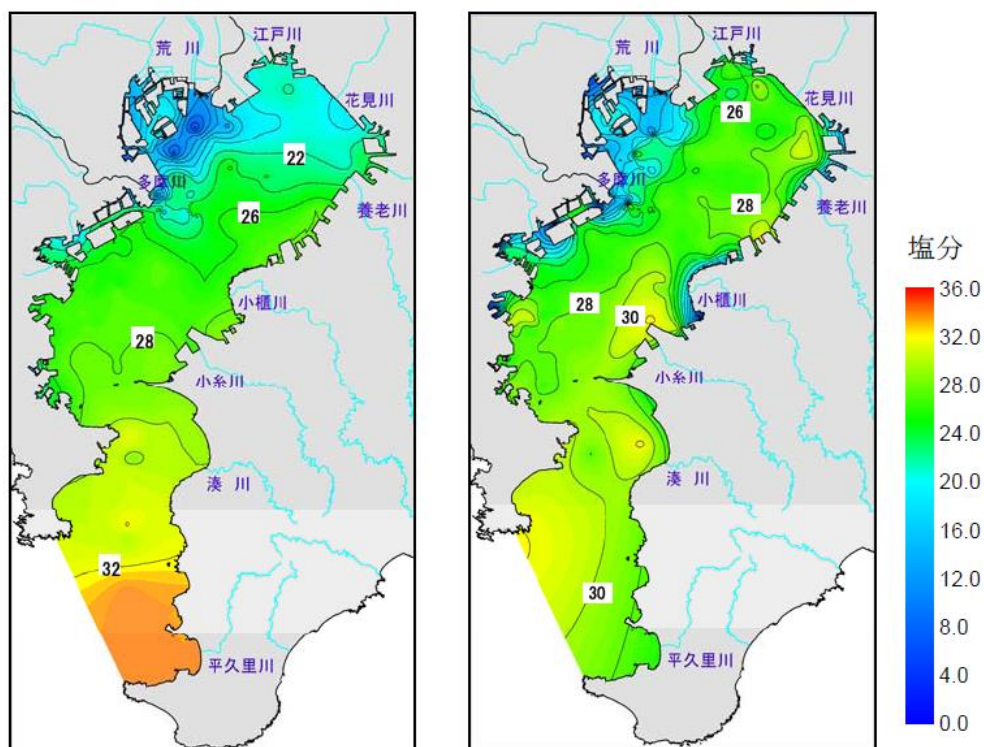 荒 川
江戸川
花見川
22
多摩川
26
養老川
小櫃川
28
小糸川
湊 川
32
平久里川
荒 川
江戸川
26
花見川
多摩川
28
養老川
28
30
小櫃川
小糸川
湊 川
30
平久里川
塩分
36.0
32.0
28.0
24.0
20.0
16.0
12.0
8.0
4.0
0.0